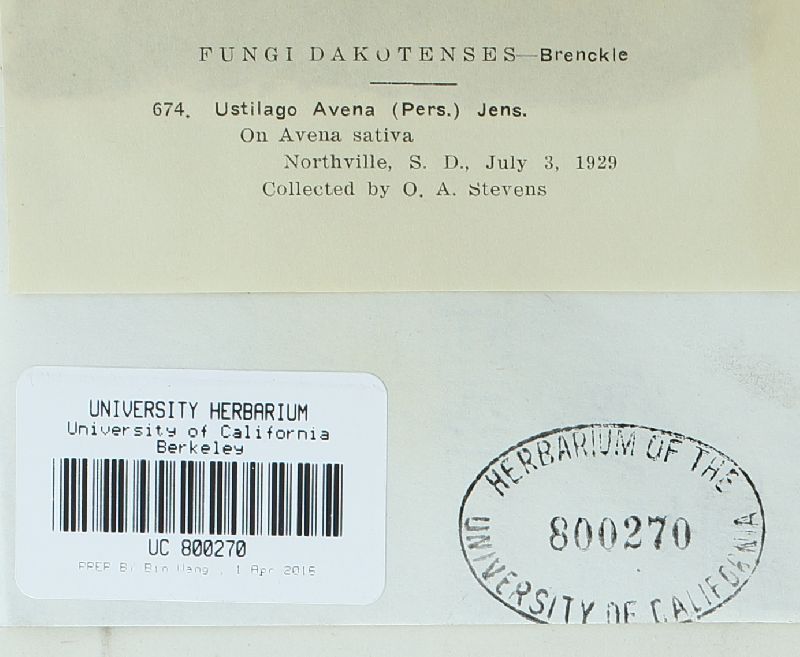 FUNGI DAKOTENSES—Brenckle
674. Ustilago Avena (Pers.) Jens.
On Avena sativa
Northville, S. D., July 3, 1929
Collected by O. A. Stevens
UNIVERSITY HERBARIUM
University of California
Berkeley
UC 800270
PREP By Bin Wang , 1 Apr 2016
HERBARIUM OF THE
800270
UNIVERSITY OF CALIFORNIA